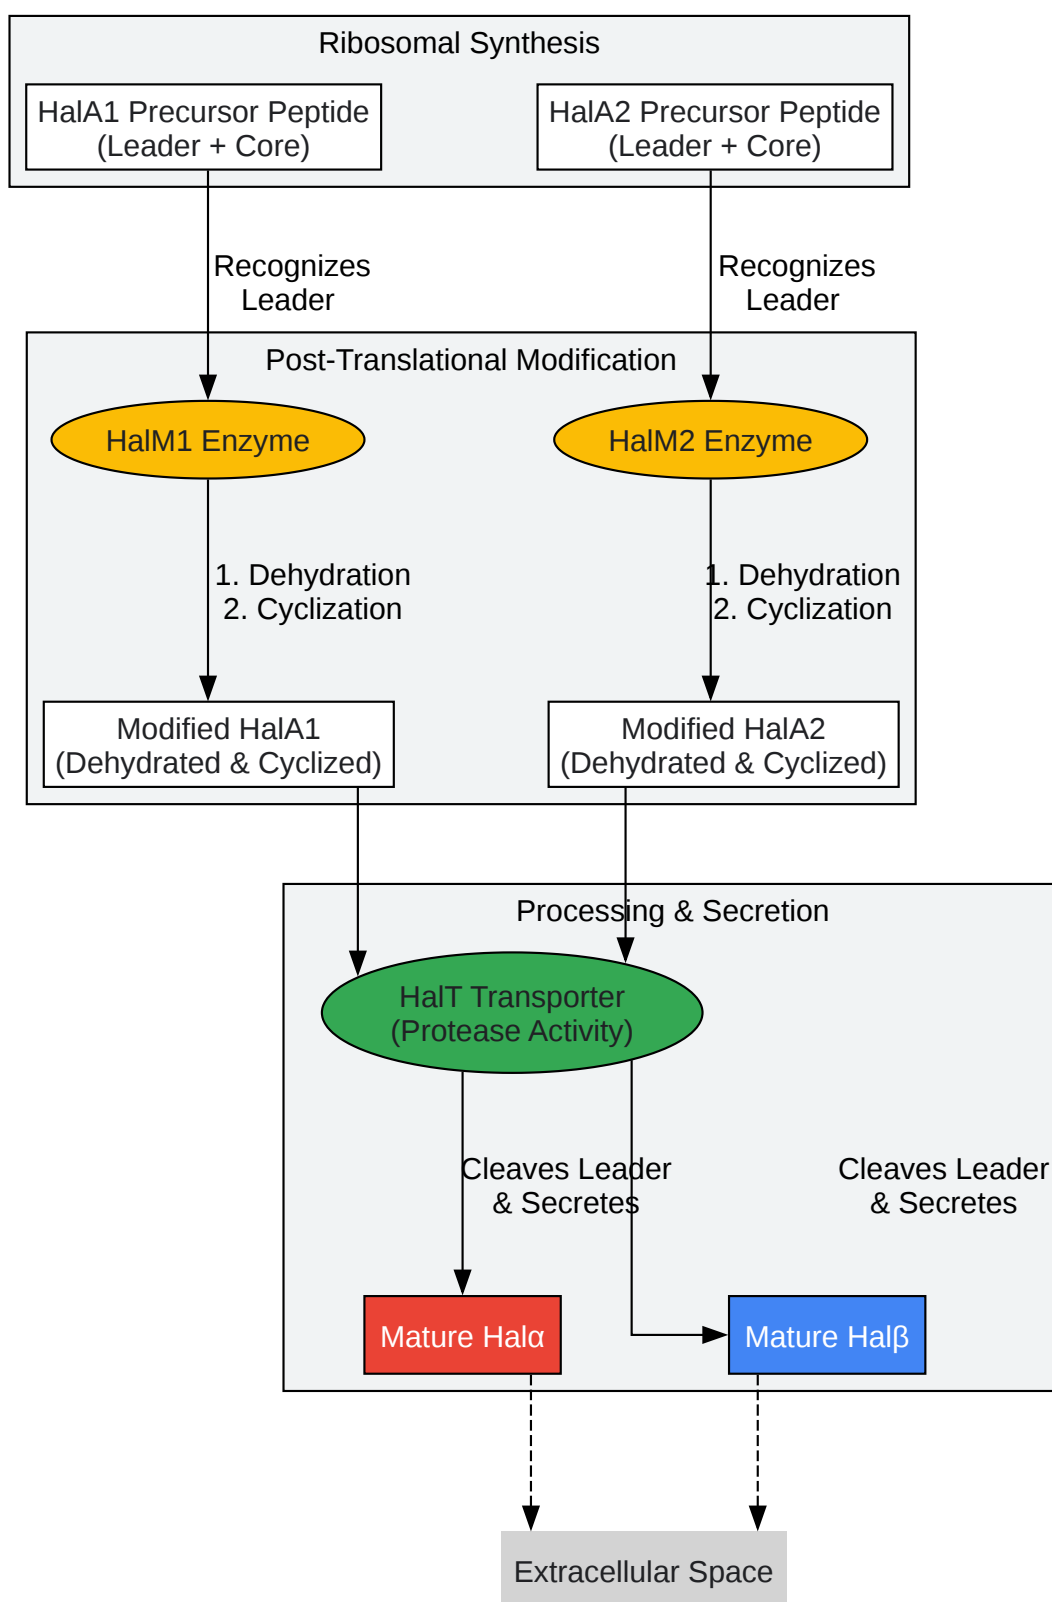 Ribosomal Synthesis
HalA1 Precursor Peptide
(Leader + Core)
HalA2 Precursor Peptide
(Leader + Core)
Recognizes
Leader
Recognizes
Leader
Post-Translational Modification
HalM1 Enzyme
HalM2 Enzyme
1. Dehydration
2. Cyclization
1. Dehydration
2. Cyclization
Modified HalA1
(Dehydrated & Cyclized)
Modified HalA2
(Dehydrated & Cyclized)
Processing & Secretion
HalT Transporter
(Protease Activity)
Cleaves Leader
& Secretes
Cleaves Leader
& Secretes
Mature Halα
Mature Halβ
Extracellular Space